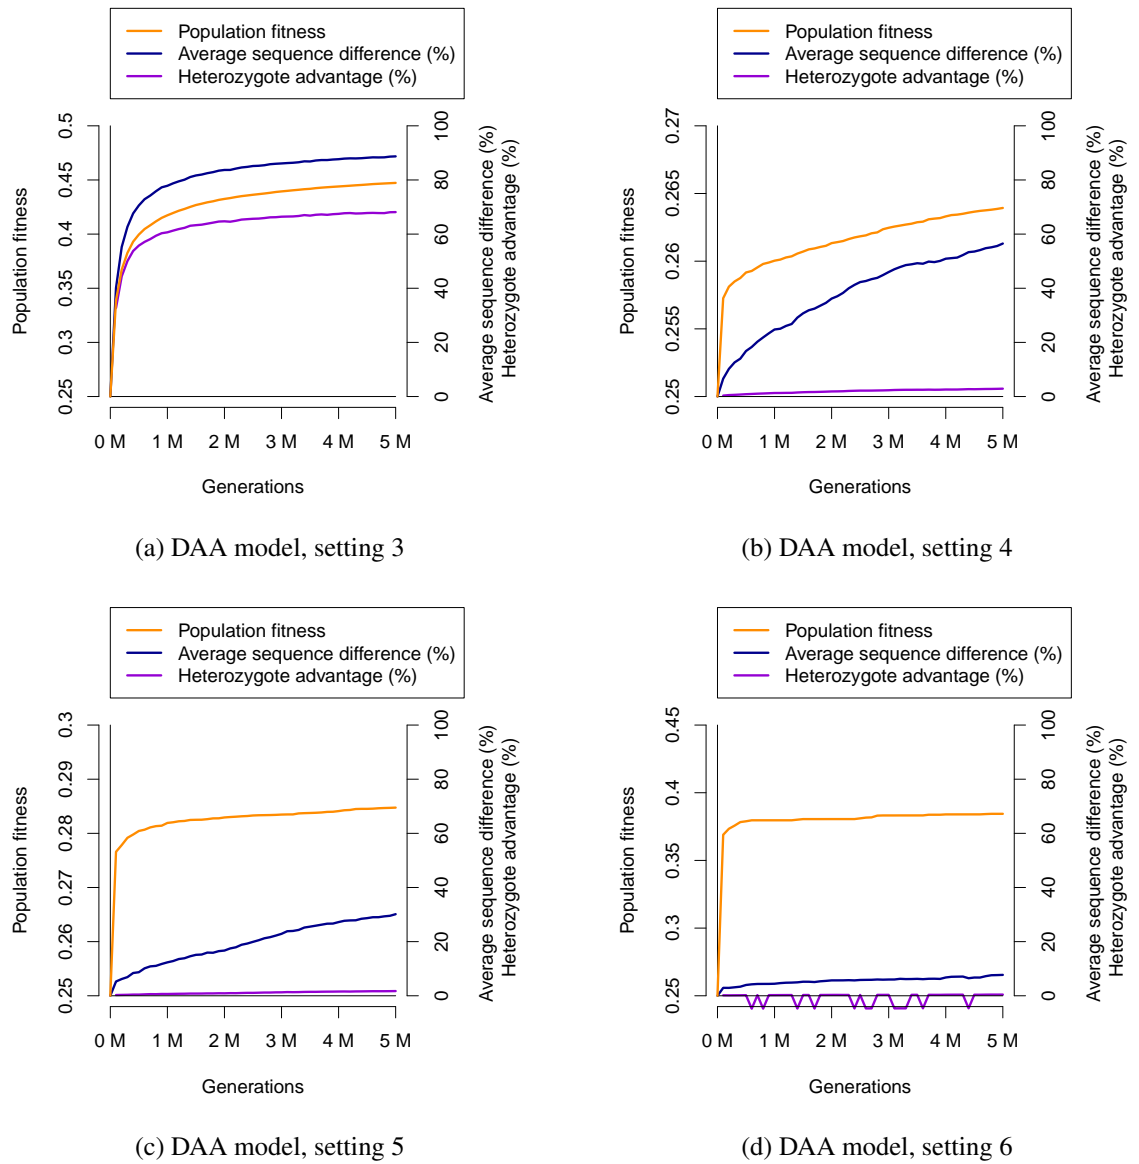 Population fitness
Average sequence difference (%)
Heterozygote advantage (%)
0.25 0.3 0.35 0.4 0.45 0.5
Population fitness
0 20 40 60 80 100
Average sequence difference (%)
Heterozygote advantage (%)
0 M 1 M 2 M 3 M 4 M 5 M
Generations
(a) DAA model, setting 3
Population fitness
Average sequence difference (%)
Heterozygote advantage (%)
0.25 0.255 0.26 0.265 0.27
Population fitness
0 20 40 60 80 100
Average sequence difference (%)
Heterozygote advantage (%)
0 M 1 M 2 M 3 M 4 M 5 M
Generations
(b) DAA model, setting 4
Population fitness
Average sequence difference (%)
Heterozygote advantage (%)
0.25 0.26 0.27 0.28 0.29 0.3
Population fitness
0 20 40 60 80 100
Average sequence difference (%)
Heterozygote advantage (%)
0 M 1 M 2 M 3 M 4 M 5 M
Generations
(c) DAA model, setting 5
Population fitness
Average sequence difference (%)
Heterozygote advantage (%)
0.25 0.3 0.35 0.4 0.45
Population fitness
0 20 40 60 80 100
Average sequence difference (%)
Heterozygote advantage (%)
0 M 1 M 2 M 3 M 4 M 5 M
Generations
(d) DAA model, setting 6